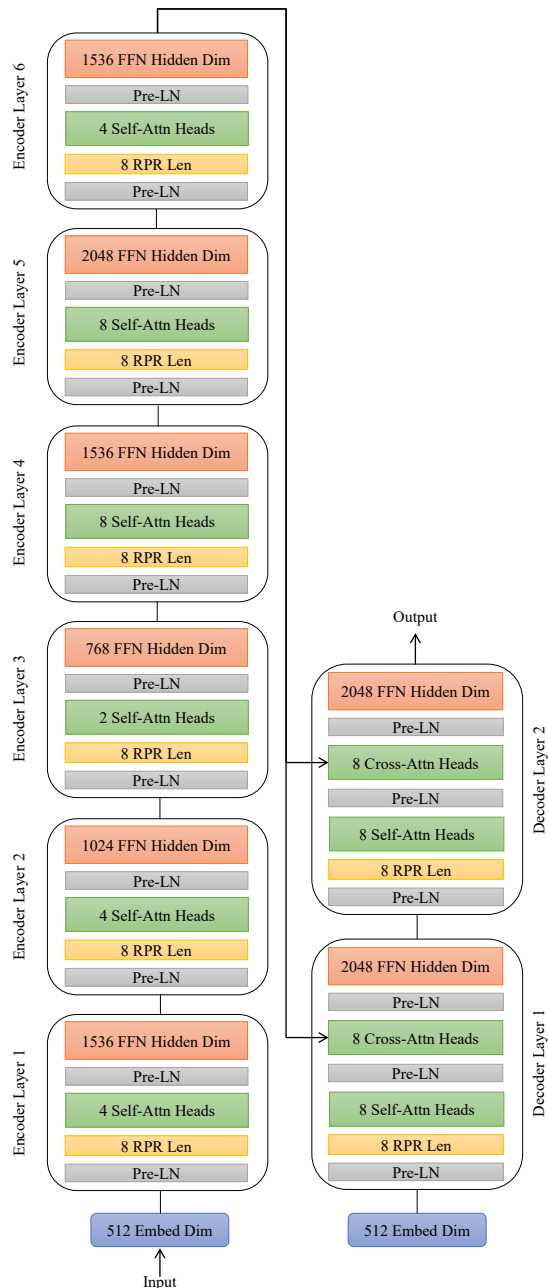 Encoder Layer 6
1536 FFN Hidden Dim
Pre-LN
4 Self-Attn Heads
8 RPR Len
Pre-LN
Encoder Layer 5
2048 FFN Hidden Dim
Pre-LN
8 Self-Attn Heads
8 RPR Len
Pre-LN
Encoder Layer 4
1536 FFN Hidden Dim
Pre-LN
8 Self-Attn Heads
8 RPR Len
Pre-LN
Encoder Layer 3
768 FFN Hidden Dim
Pre-LN
2 Self-Attn Heads
8 RPR Len
Pre-LN
Encoder Layer 2
1024 FFN Hidden Dim
Pre-LN
4 Self-Attn Heads
8 RPR Len
Pre-LN
Encoder Layer 1
1536 FFN Hidden Dim
Pre-LN
4 Self-Attn Heads
8 RPR Len
Pre-LN
512 Embed Dim
Input
Output
Decoder Layer 2
2048 FFN Hidden Dim
Pre-LN
8 Cross-Attn Heads
Pre-LN
8 Self-Attn Heads
8 RPR Len
Pre-LN
Decoder Layer 1
2048 FFN Hidden Dim
Pre-LN
8 Cross-Attn Heads
Pre-LN
8 Self-Attn Heads
8 RPR Len
Pre-LN
512 Embed Dim